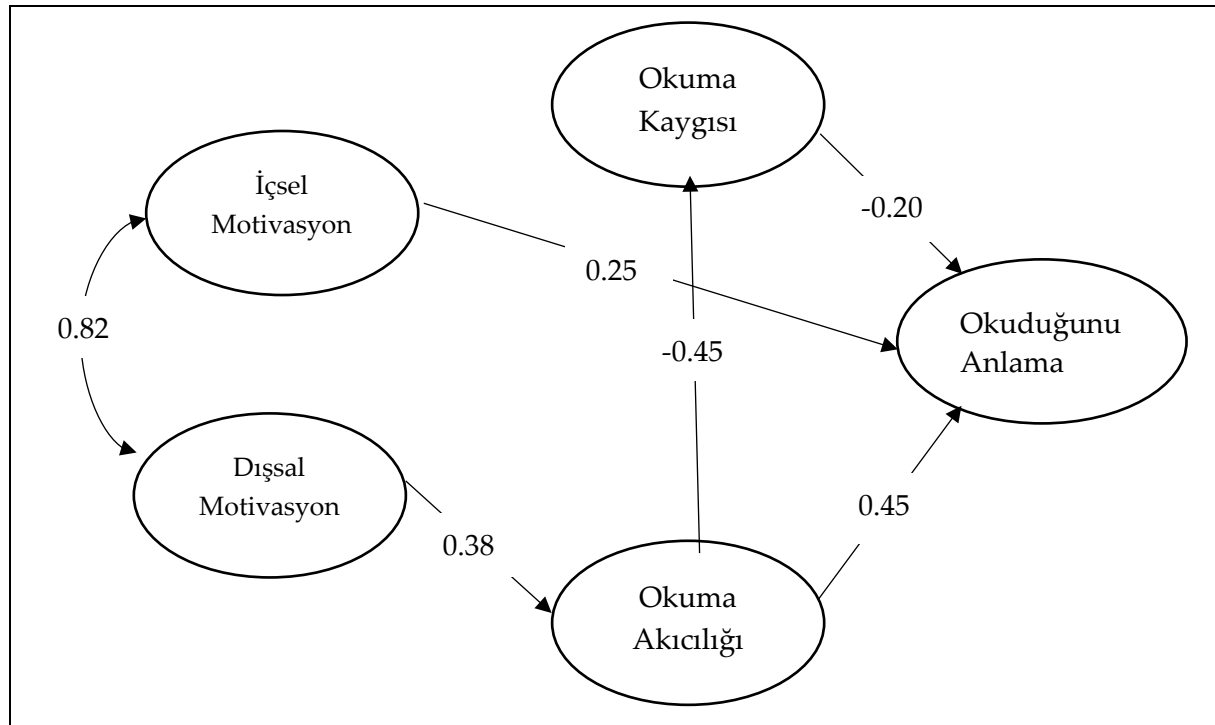 Okuma
Kaygısı
İçsel
Motivasyon
-0.20
0.25
Okuduğunu
Anlama
0.82
-0.45
Dışsal
Motivasyon
0.45
0.38
Okuma
Akıcılığı